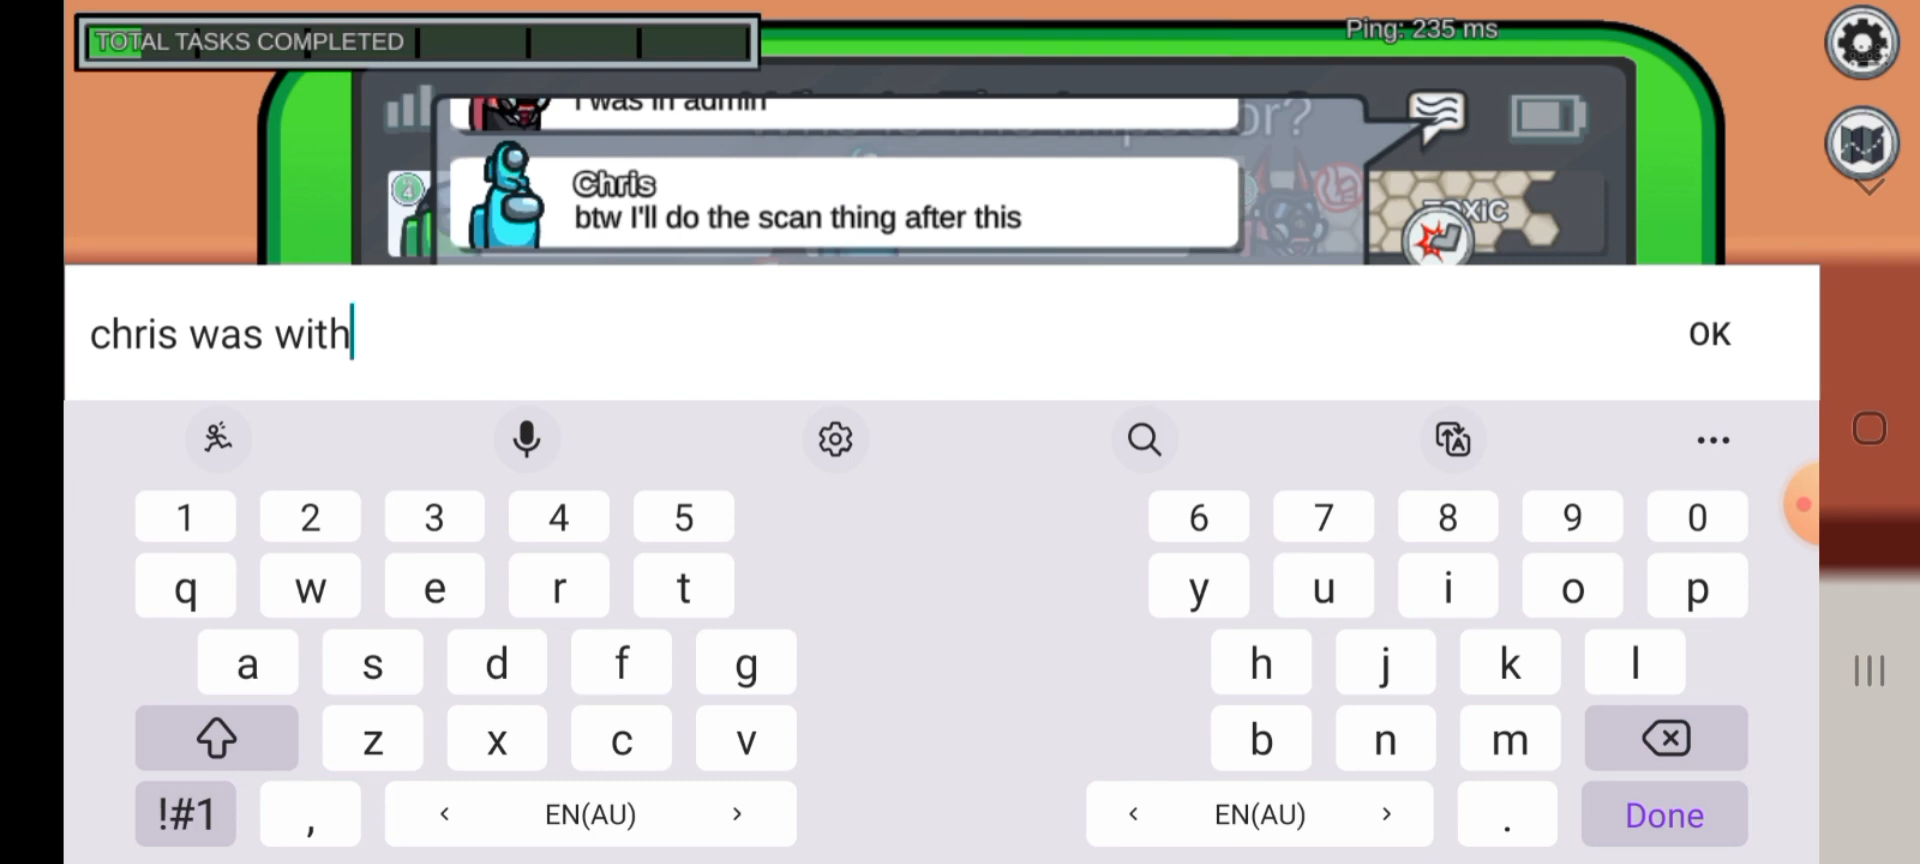 TOTAL TASKS COMPLETED
Ping: 235 ms
I was in admin
Chris
btw I'll do the scan thing after this
4
TOXIC
chris was with
OK
1 2 3 4 5 6 7 8 9 0
q w e r t y u i o p
a s d f g h j k l
z x c v b n m
!#1 , < EN(AU) > < EN(AU) > . Done